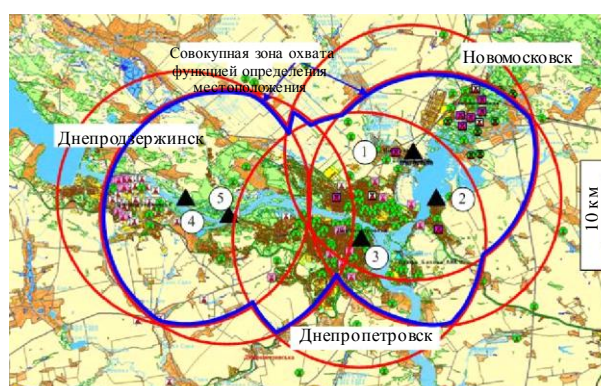 Совокупная зона охвата
функцией определения
местоположения
Новомосковск
Днепродзержинск
1
5
2
4
3
10 км
Днепропетровск